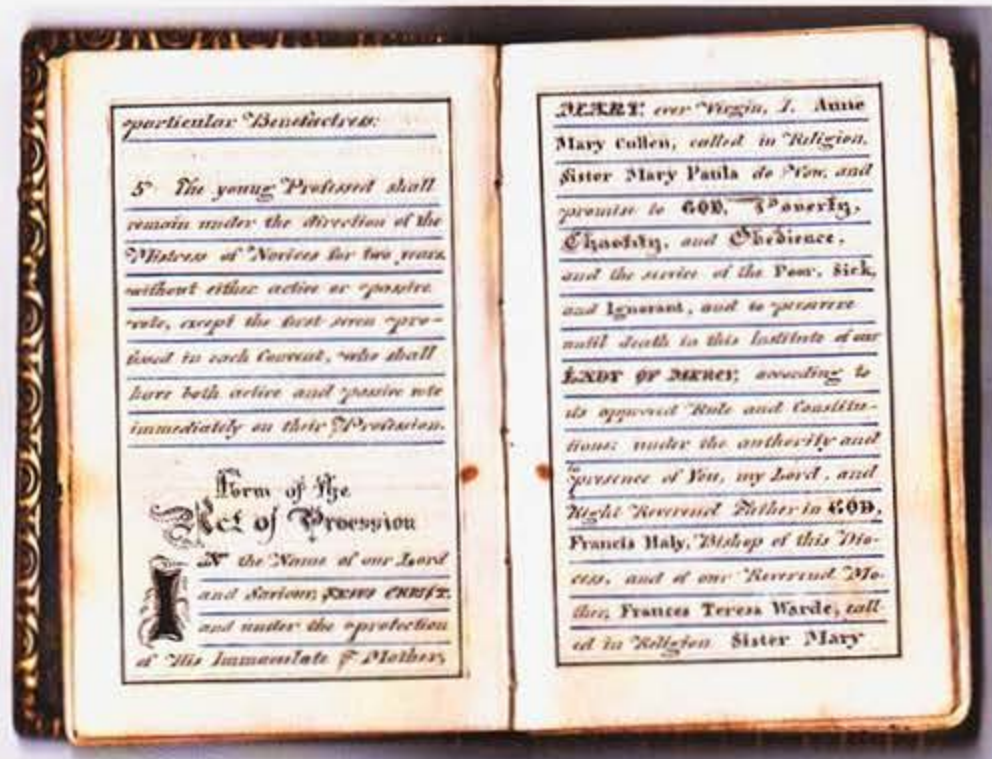 particular Benefactress.
5 The young Professed shall
remain under the direction of the
Mistress of Novices for two years,
without either active or passive
vote, except the first seven pro-
fessed in each Convent, who shall
have both active and passive vote
immediately on their Profession.
Form of the
Act of Procession
IN the Name of our Lord
and Saviour, JESUS CHRIST,
and under the protection
of His Immaculate Mother,
MARY, ever Virgin, I, Anne
Mary Cullen, called in Religion,
Sister Mary Paula do Vow, and
promise to GOD, Poverty,
Chastity, and Obedience,
and the service of the Poor, Sick,
and Ignorant, and to persevere
until death in this Institute of our
LADY OF MERCY, according to
its approved Rule and Constitu-
tions; under the authority and
presence of You, my Lord, and
Right Reverend Father in GOD,
Francis Haly, Bishop of this Dio-
cess, and of our Reverend Mo-
ther, Frances Teresa Warde, call-
ed in Religion Sister Mary